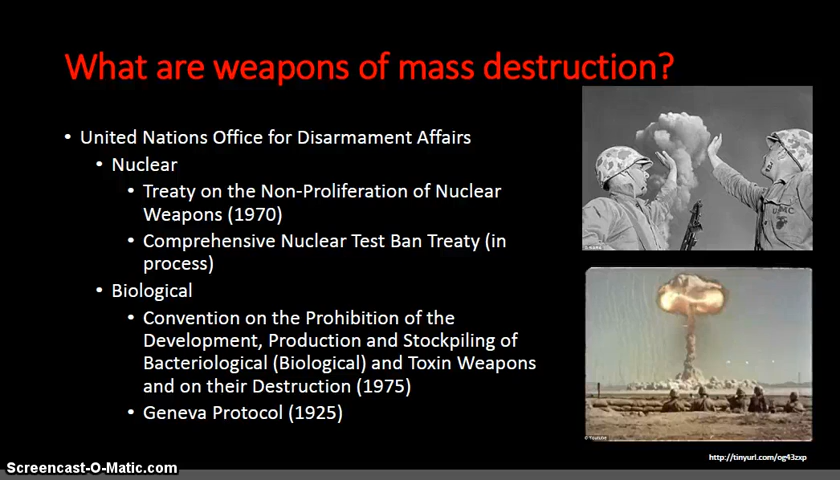 What are weapons of mass destruction?
• United Nations Office for Disarmament Affairs
• Nuclear
• Treaty on the Non-Proliferation of Nuclear
Weapons (1970)
• Comprehensive Nuclear Test Ban Treaty (in
process)
• Biological
• Convention on the Prohibition of the
Development, Production and Stockpiling of
Bacteriological (Biological) and Toxin Weapons
and on their Destruction (1975)
• Geneva Protocol (1925)
USMC
© Youtube
http://tinyurl.com/og43zxp
Screencast-O-Matic.com